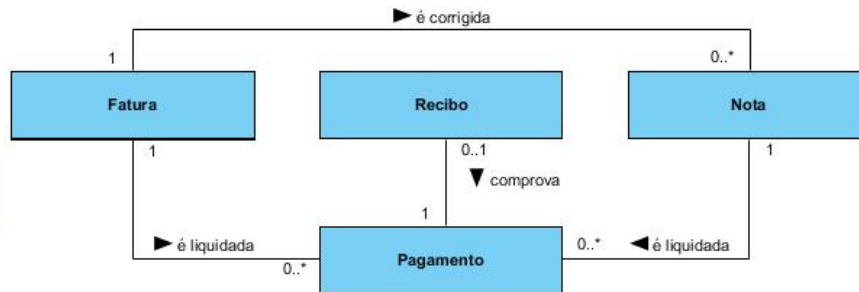 é corrigida
1
0..*
Fatura
Recibo
Nota
1
0..1
1
comprova
1
é liquidada
0..*
é liquidada
0..*
Pagamento